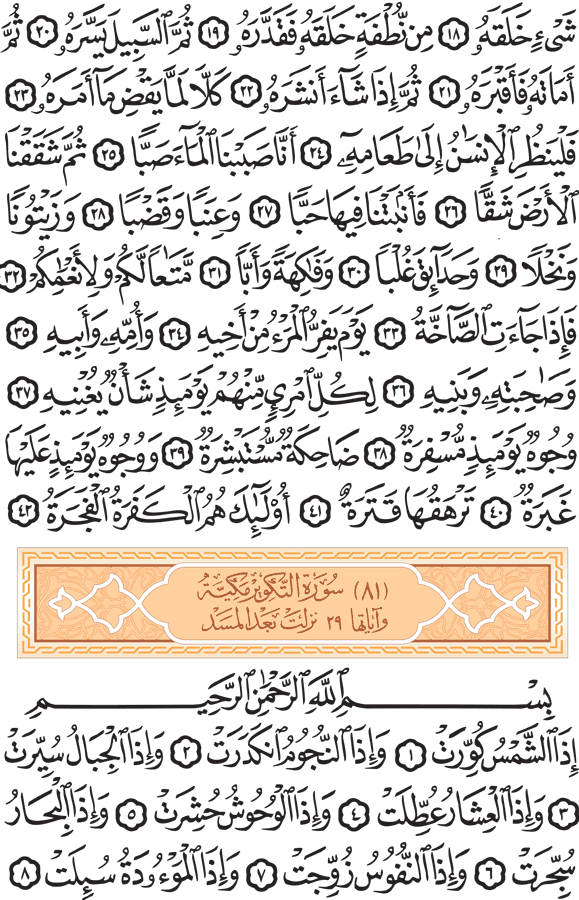 شَىْءٍ خَلَقَهُۥ ١٨ مِن نُّطْفَةٍ خَلَقَهُۥ فَقَدَّرَهُۥ ١٩ ثُمَّ ٱلسَّبِيلَ يَسَّرَهُۥ ٢٠ ثُمَّ
أَمَاتَهُۥ فَأَقْبَرَهُۥ ٢١ ثُمَّ إِذَا شَآءَ أَنشَرَهُۥ ٢٢ كَلَّا لَمَّا يَقْضِ مَآ أَمَرَهُۥ ٢٣
فَلْيَنظُرِ ٱلْإِنسَٰنُ إِلَىٰ طَعَامِهِۦٓ ٢٤ أَنَّا صَبَبْنَا ٱلْمَآءَ صَبًّا ٢٥ ثُمَّ شَقَقْنَا
ٱلْأَرْضَ شَقًّا ٢٦ فَأَنۢبَتْنَا فِيهَا حَبًّا ٢٧ وَعِنَبًا وَقَضْبًا ٢٨ وَزَيْتُونًا
وَنَخْلًا ٢٩ وَحَدَآئِقَ غُلْبًا ٣٠ وَفَٰكِهَةً وَأَبًّا ٣١ مَّتَٰعًا لَّكُمْ وَلِأَنْعَٰمِكُمْ ٣٢
فَإِذَا جَآءَتِ ٱلصَّآخَّةُ ٣٣ يَوْمَ يَفِرُّ ٱلْمَرْءُ مِنْ أَخِيهِ ٣٤ وَأُمِّهِۦ وَأَبِيهِ ٣٥
وَصَٰحِبَتِهِۦ وَبَنِيهِ ٣٦ لِكُلِّ ٱمْرِئٍ مِّنْهُمْ يَوْمَئِذٍ شَأْنٌ يُغْنِيهِ ٣٧
وُجُوهٌ يَوْمَئِذٍ مُّسْفِرَةٌ ٣٨ ضَاحِكَةٌ مُّسْتَبْشِرَةٌ ٣٩ وَوُجُوهٌ يَوْمَئِذٍ عَلَيْهَا
غَبَرَةٌ ٤٠ تَرْهَقُهَا قَتَرَةٌ ٤١ أُو۟لَٰٓئِكَ هُمُ ٱلْكَفَرَةُ ٱلْفَجَرَةُ ٤٢
(٨١) سُورَة التَّكْوِيْر مَكِّيَّة
وَآيَاتهَا ٢٩ نزلتْ بَعْد المسَد
بِسْمِ ٱللَّهِ ٱلرَّحْمَٰنِ ٱلرَّحِيمِ
إِذَا ٱلشَّمْسُ كُوِّرَتْ ١ وَإِذَا ٱلنُّجُومُ ٱنكَدَرَتْ ٢ وَإِذَا ٱلْجِبَالُ سُيِّرَتْ
٣ وَإِذَا ٱلْعِشَارُ عُطِّلَتْ ٤ وَإِذَا ٱلْوُحُوشُ حُشِرَتْ ٥ وَإِذَا ٱلْبِحَارُ
سُجِّرَتْ ٦ وَإِذَا ٱلنُّفُوسُ زُوِّجَتْ ٧ وَإِذَا ٱلْمَوْءُۥدَةُ سُئِلَتْ ٨